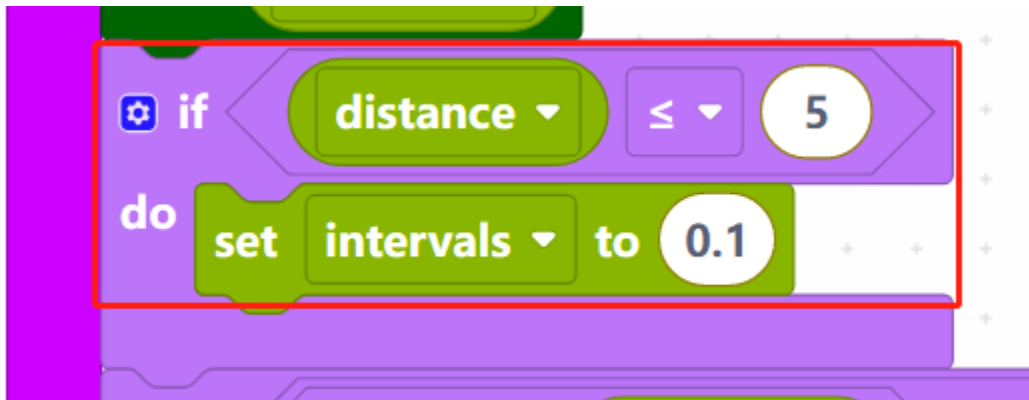 if distance ≤ 5
do set intervals to 0.1